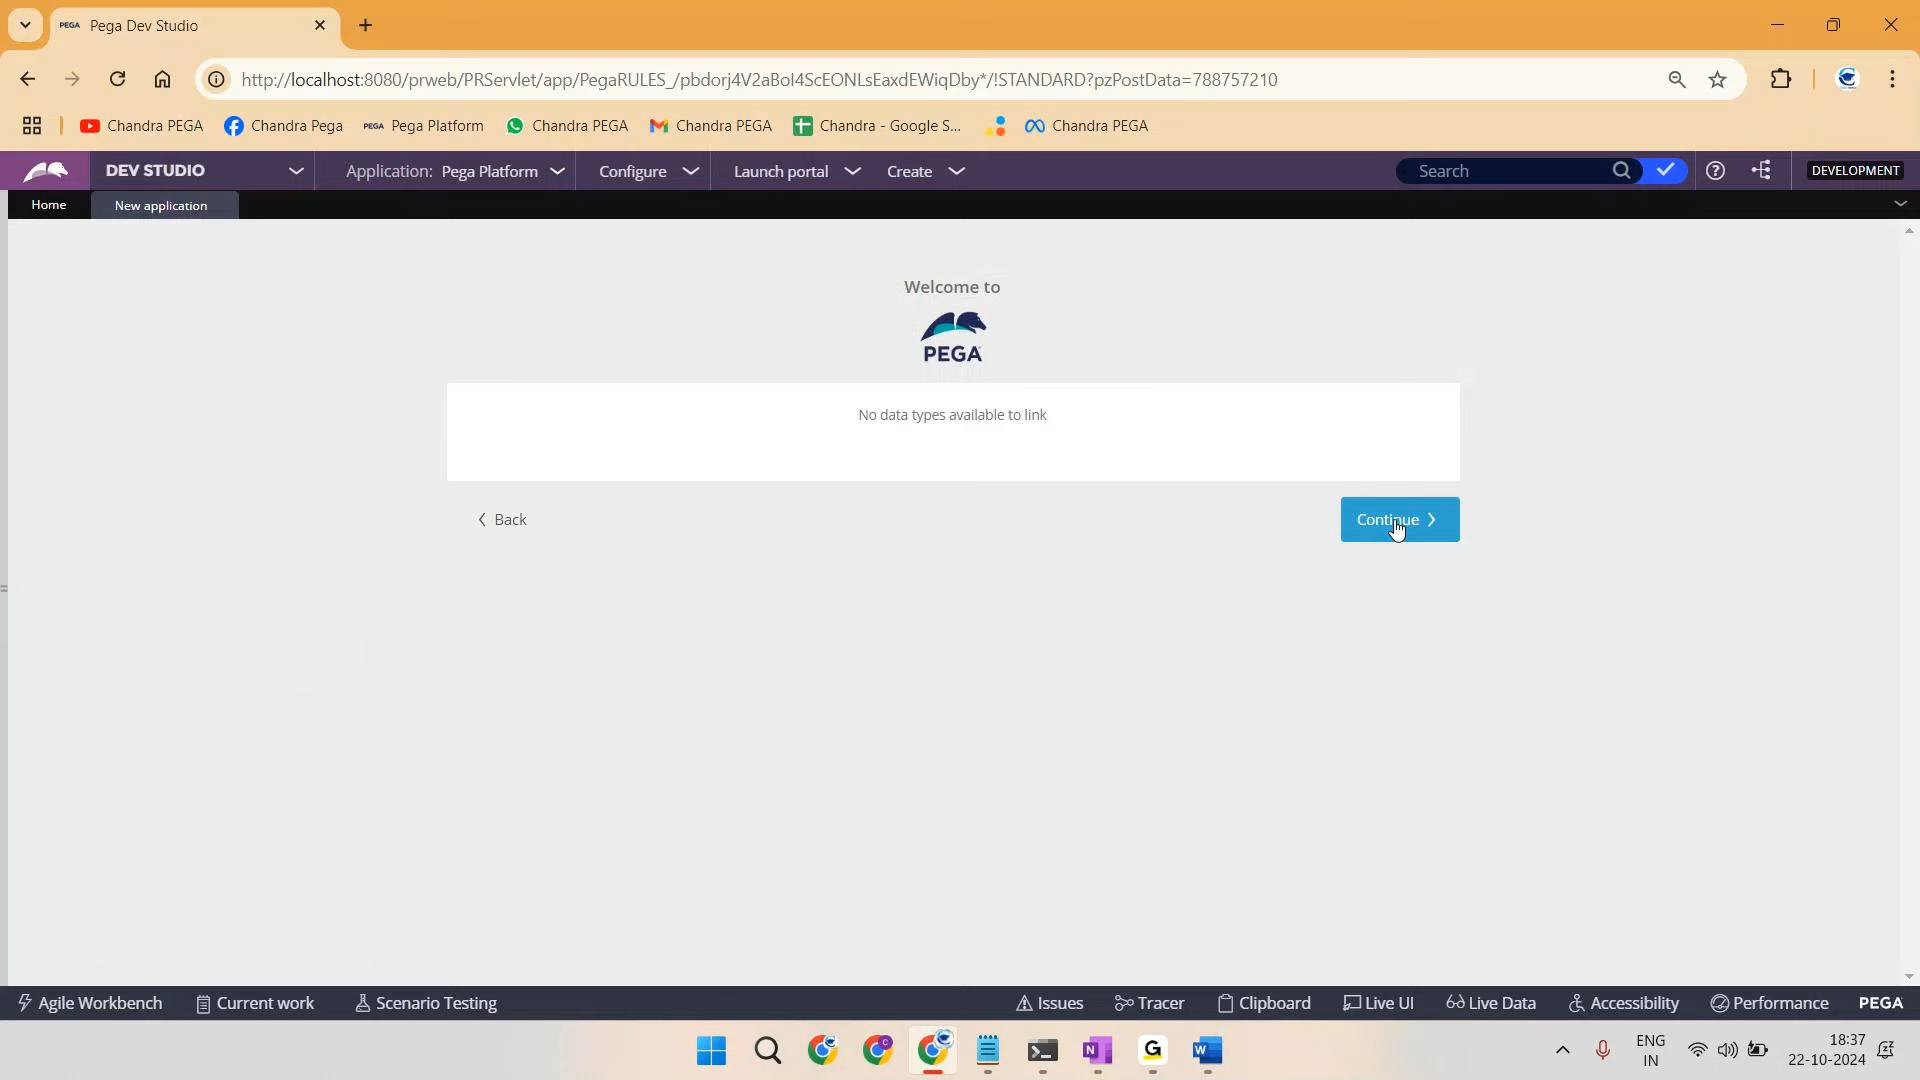 PEGA Pega Dev Studio
http://localhost:8080/prweb/PRServlet/app/PegaRULES_/pbdorj4V2aBoI4ScEONLsEaxdEWiqDby*/!STANDARD?pzPostData=788757210
Chandra PEGA Chandra Pega PEGA Pega Platform Chandra PEGA Chandra PEGA Chandra - Google S... Chandra PEGA
DEV STUDIO Application: Pega Platform Configure Launch portal Create Search DEVELOPMENT
Home New application
Welcome to
PEGA
No data types available to link
Back Continue
Agile Workbench Current work Scenario Testing Issues Tracer Clipboard Live UI Live Data Accessibility Performance PEGA
ENG 18:37
IN 22-10-2024